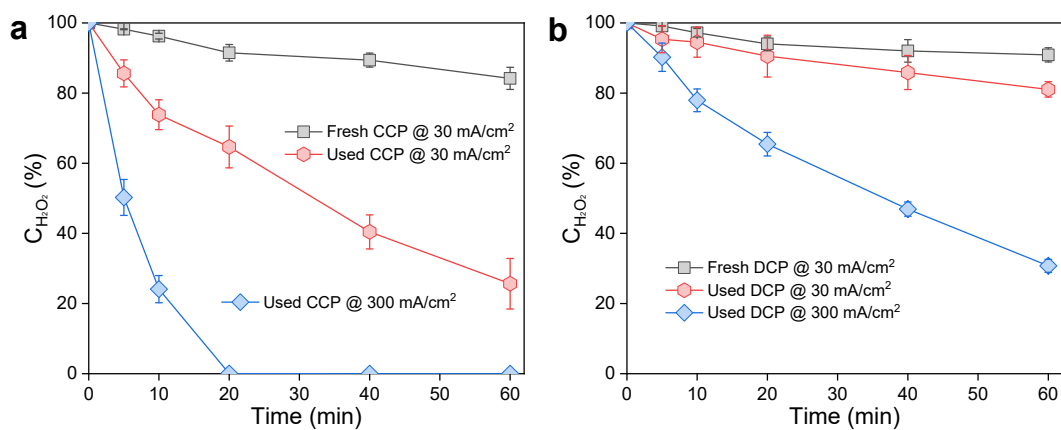 a
100
80
60
40
20
0
C_H₂O₂ (%)
Fresh CCP @ 30 mA/cm²
Used CCP @ 30 mA/cm²
Used CCP @ 300 mA/cm²
0 10 20 30 40 50 60
Time (min)
b
100
80
60
40
20
0
C_H₂O₂ (%)
Fresh DCP @ 30 mA/cm²
Used DCP @ 30 mA/cm²
Used DCP @ 300 mA/cm²
0 10 20 30 40 50 60
Time (min)